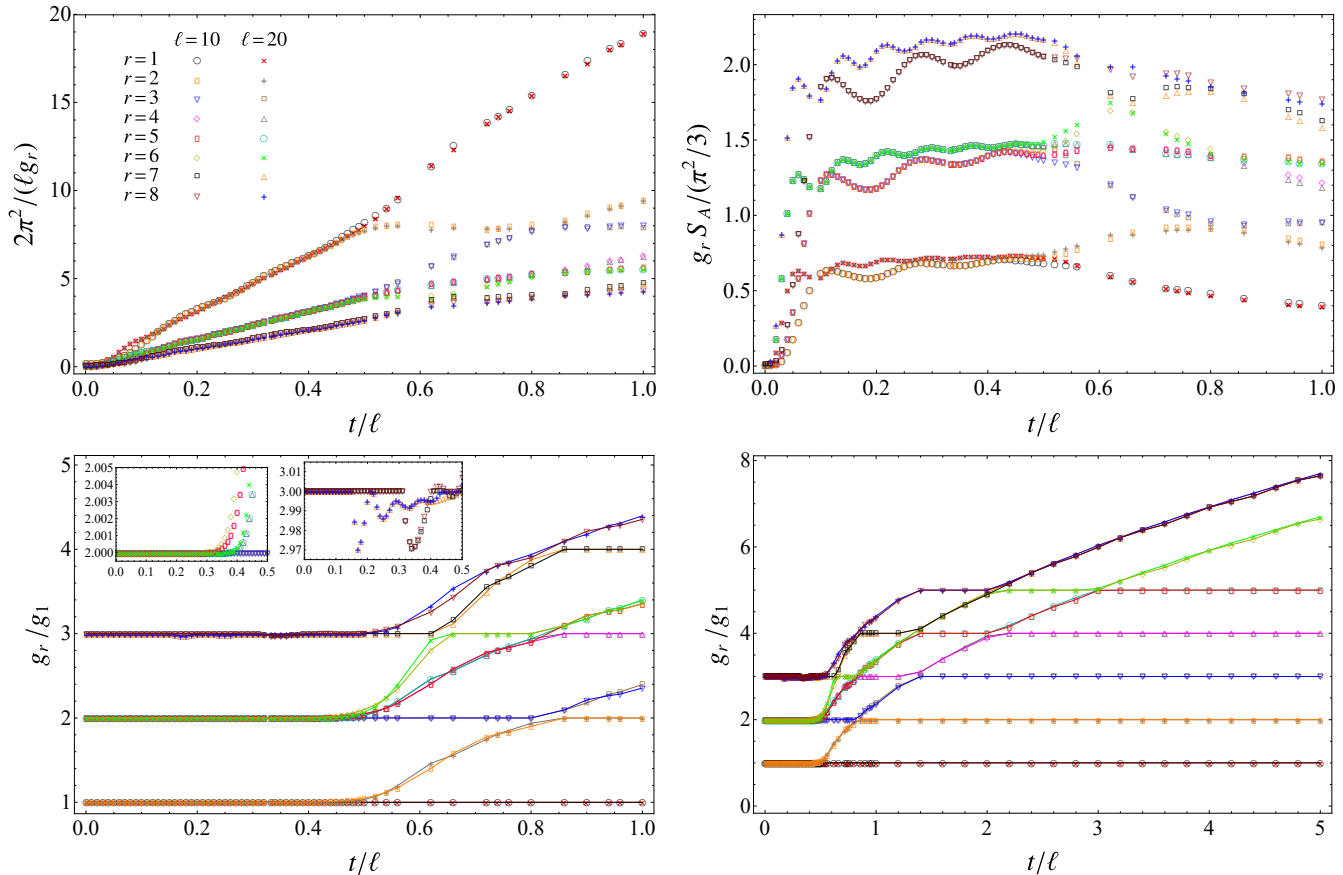 20
15
10
5
0
2π²/(ℓg_r)
ℓ=10 ℓ=20
r=1
r=2
r=3
r=4
r=5
r=6
r=7
r=8
0.0 0.2 0.4 0.6 0.8 1.0
t/ℓ
2.0
1.5
1.0
0.5
0.0
g_r S_A/(π²/3)
0.0 0.2 0.4 0.6 0.8 1.0
t/ℓ
5
4
3
2
1
g_r/g_1
2.005
2.004
2.003
2.002
2.001
2.000
0.0 0.1 0.2 0.3 0.4 0.5
3.01
3.00
2.99
2.98
2.97
0.0 0.1 0.2 0.3 0.4 0.5
0.0 0.2 0.4 0.6 0.8 1.0
t/ℓ
8
6
4
2
0
g_r/g_1
0 1 2 3 4 5
t/ℓ